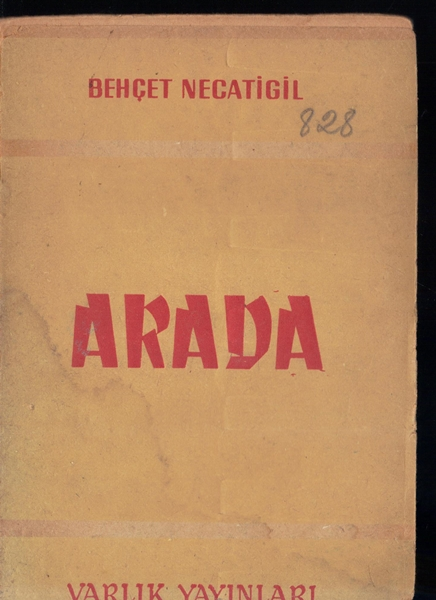 BEHÇET NECATİGİL
828
ARADA
VARLIK YAYINLARI